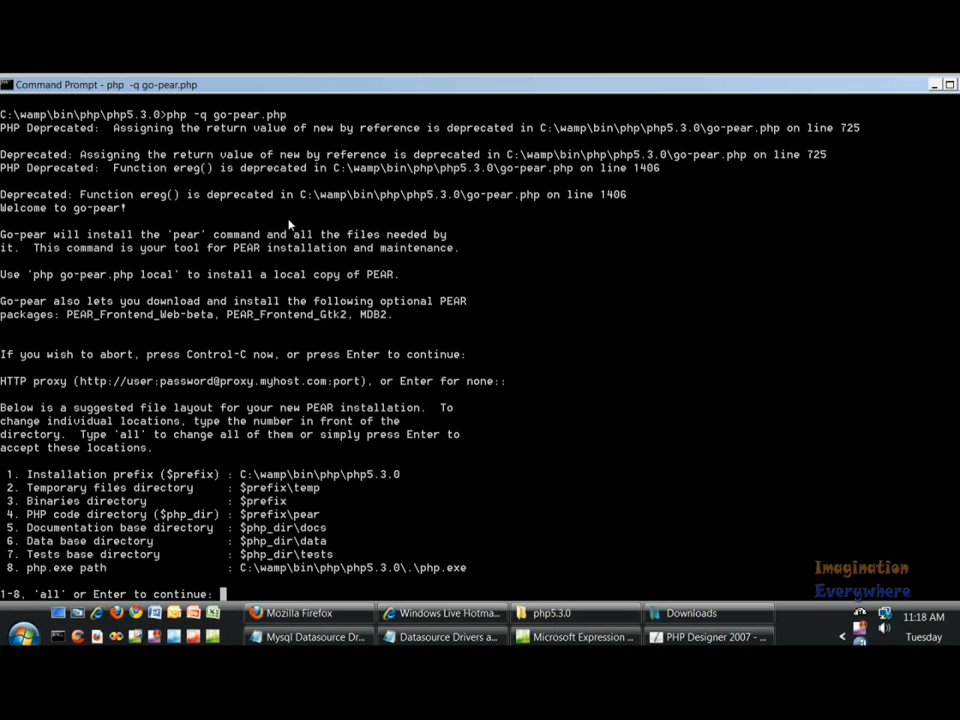 Command Prompt - php -q go-pear.php
C:\wamp\bin\php\php5.3.0>php -q go-pear.php
PHP Deprecated:  Assigning the return value of new by reference is deprecated in C:\wamp\bin\php\php5.3.0\go-pear.php on line 725
Deprecated: Assigning the return value of new by reference is deprecated in C:\wamp\bin\php\php5.3.0\go-pear.php on line 725
PHP Deprecated:  Function ereg() is deprecated in C:\wamp\bin\php\php5.3.0\go-pear.php on line 1406
Deprecated: Function ereg() is deprecated in C:\wamp\bin\php\php5.3.0\go-pear.php on line 1406
Welcome to go-pear!
Go-pear will install the 'pear' command and all the files needed by
it.  This command is your tool for PEAR installation and maintenance.
Use 'php go-pear.php local' to install a local copy of PEAR.
Go-pear also lets you download and install the following optional PEAR
packages: PEAR_Frontend_Web-beta, PEAR_Frontend_Gtk2, MDB2.
If you wish to abort, press Control-C now, or press Enter to continue:
HTTP proxy (http://user:password@proxy.myhost.com:port), or Enter for none::
Below is a suggested file layout for your new PEAR installation.  To
change individual locations, type the number in front of the
directory.  Type 'all' to change all of them or simply press Enter to
accept these locations.
1. Installation prefix ($prefix) : C:\wamp\bin\php\php5.3.0
2. Temporary files directory     : $prefix\temp
3. Binaries directory            : $prefix
4. PHP code directory ($php_dir) : $prefix\pear
5. Documentation base directory  : $php_dir\docs
6. Data base directory           : $php_dir\data
7. Tests base directory          : $php_dir\tests
8. php.exe path                  : C:\wamp\bin\php\php5.3.0\.\php.exe
1-8, 'all' or Enter to continue:
Imagination
Everywhere
Mozilla Firefox
Windows Live Hotma...
php5.3.0
Downloads
11:18 AM
Mysql Datasource Dr...
Datasource Drivers a...
Microsoft Expression ...
PHP Designer 2007 - ...
Tuesday